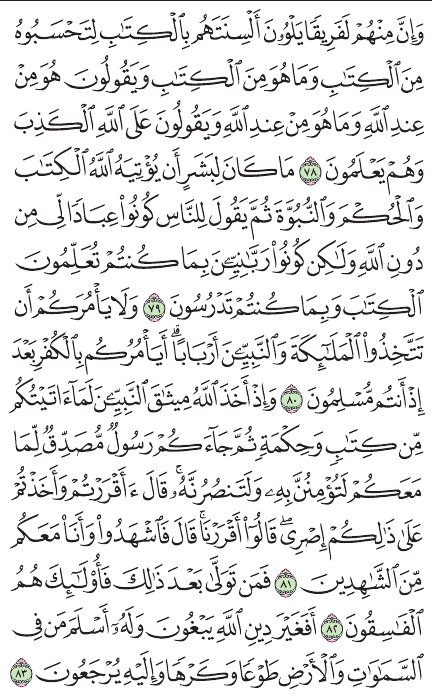 وَإِنَّ مِنْهُمْ لَفَرِيقًا يَلْوُۥنَ أَلْسِنَتَهُم بِٱلْكِتَٰبِ لِتَحْسَبُوهُ
مِنَ ٱلْكِتَٰبِ وَمَا هُوَ مِنَ ٱلْكِتَٰبِ وَيَقُولُونَ هُوَ مِنْ
عِندِ ٱللَّهِ وَمَا هُوَ مِنْ عِندِ ٱللَّهِ وَيَقُولُونَ عَلَى ٱللَّهِ ٱلْكَذِبَ
وَهُمْ يَعْلَمُونَ ٧٨ مَا كَانَ لِبَشَرٍ أَن يُؤْتِيَهُ ٱللَّهُ ٱلْكِتَٰبَ
وَٱلْحُكْمَ وَٱلنُّبُوَّةَ ثُمَّ يَقُولَ لِلنَّاسِ كُونُوا۟ عِبَادًا لِّى مِن
دُونِ ٱللَّهِ وَلَٰكِن كُونُوا۟ رَبَّٰنِيِّۦنَ بِمَا كُنتُمْ تُعَلِّمُونَ
ٱلْكِتَٰبَ وَبِمَا كُنتُمْ تَدْرُسُونَ ٧٩ وَلَا يَأْمُرَكُمْ أَن
تَتَّخِذُوا۟ ٱلْمَلَٰٓئِكَةَ وَٱلنَّبِيِّۦنَ أَرْبَابًا ۗ أَيَأْمُرُكُم بِٱلْكُفْرِ بَعْدَ
إِذْ أَنتُم مُّسْلِمُونَ ٨٠ وَإِذْ أَخَذَ ٱللَّهُ مِيثَٰقَ ٱلنَّبِيِّۦنَ لَمَآ ءَاتَيْتُكُم
مِّن كِتَٰبٍ وَحِكْمَةٍ ثُمَّ جَآءَكُمْ رَسُولٌ مُّصَدِّقٌ لِّمَا
مَعَكُمْ لَتُؤْمِنُنَّ بِهِۦ وَلَتَنصُرُنَّهُۥ ۚ قَالَ ءَأَقْرَرْتُمْ وَأَخَذْتُمْ
عَلَىٰ ذَٰلِكُمْ إِصْرِى ۖ قَالُوٓا۟ أَقْرَرْنَا ۚ قَالَ فَٱشْهَدُوا۟ وَأَنَا۠ مَعَكُم
مِّنَ ٱلشَّٰهِدِينَ ٨١ فَمَن تَوَلَّىٰ بَعْدَ ذَٰلِكَ فَأُو۟لَٰٓئِكَ هُمُ
ٱلْفَٰسِقُونَ ٨٢ أَفَغَيْرَ دِينِ ٱللَّهِ يَبْغُونَ وَلَهُۥٓ أَسْلَمَ مَن فِى
ٱلسَّمَٰوَٰتِ وَٱلْأَرْضِ طَوْعًا وَكَرْهًا وَإِلَيْهِ يُرْجَعُونَ ٨٣